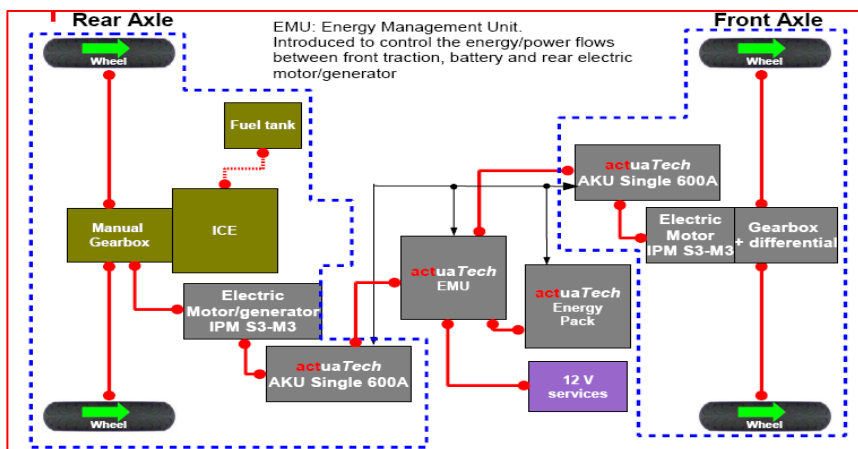 Rear Axle
Front Axle
EMU: Energy Management Unit.
Introduced to control the energy/power flows
between front traction, battery and rear electric
motor/generator
Wheel
Wheel
Fuel tank
actuaTech
AKU Single 600A
Manual
Gearbox
ICE
Electric
Motor
IPM S3-M3
Gearbox
+ differential
actuaTech
EMU
actuaTech
Energy
Pack
Electric
Motor/generator
IPM S3-M3
actuaTech
AKU Single 600A
12 V
services
Wheel
Wheel